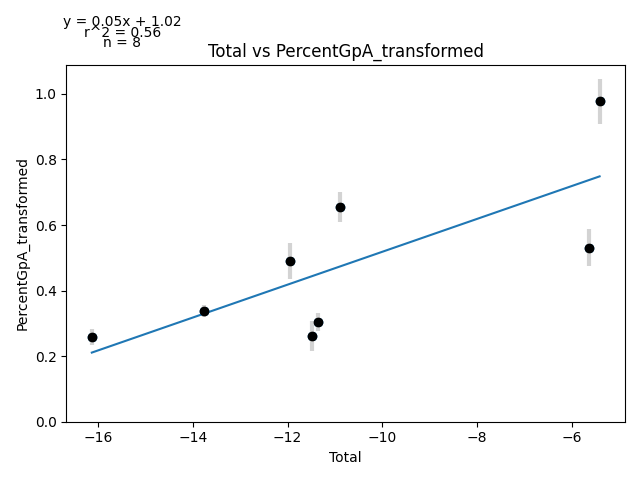 y = 0.05x + 1.02
r^2 = 0.56
n = 8
Total vs PercentGpA_transformed
1.0
0.8
0.6
0.4
0.2
0.0
PercentGpA_transformed
−16
−14
−12
−10
−8
−6
Total